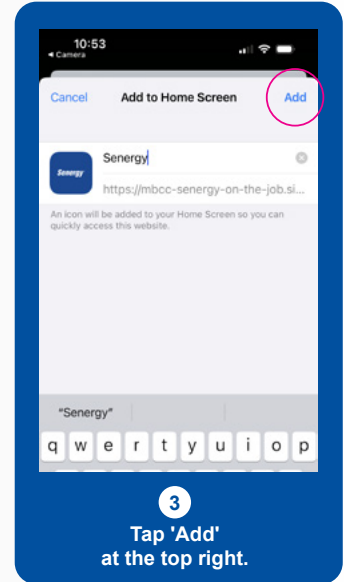 10:53
◄ Camera
Cancel Add to Home Screen Add
Senergy
Senergy
https://mbcc-senergy-on-the-job.si...
An icon will be added to your Home Screen so you can
quickly access this website.
"Senergy"
q w e r t y u i o p
3
Tap 'Add'
at the top right.